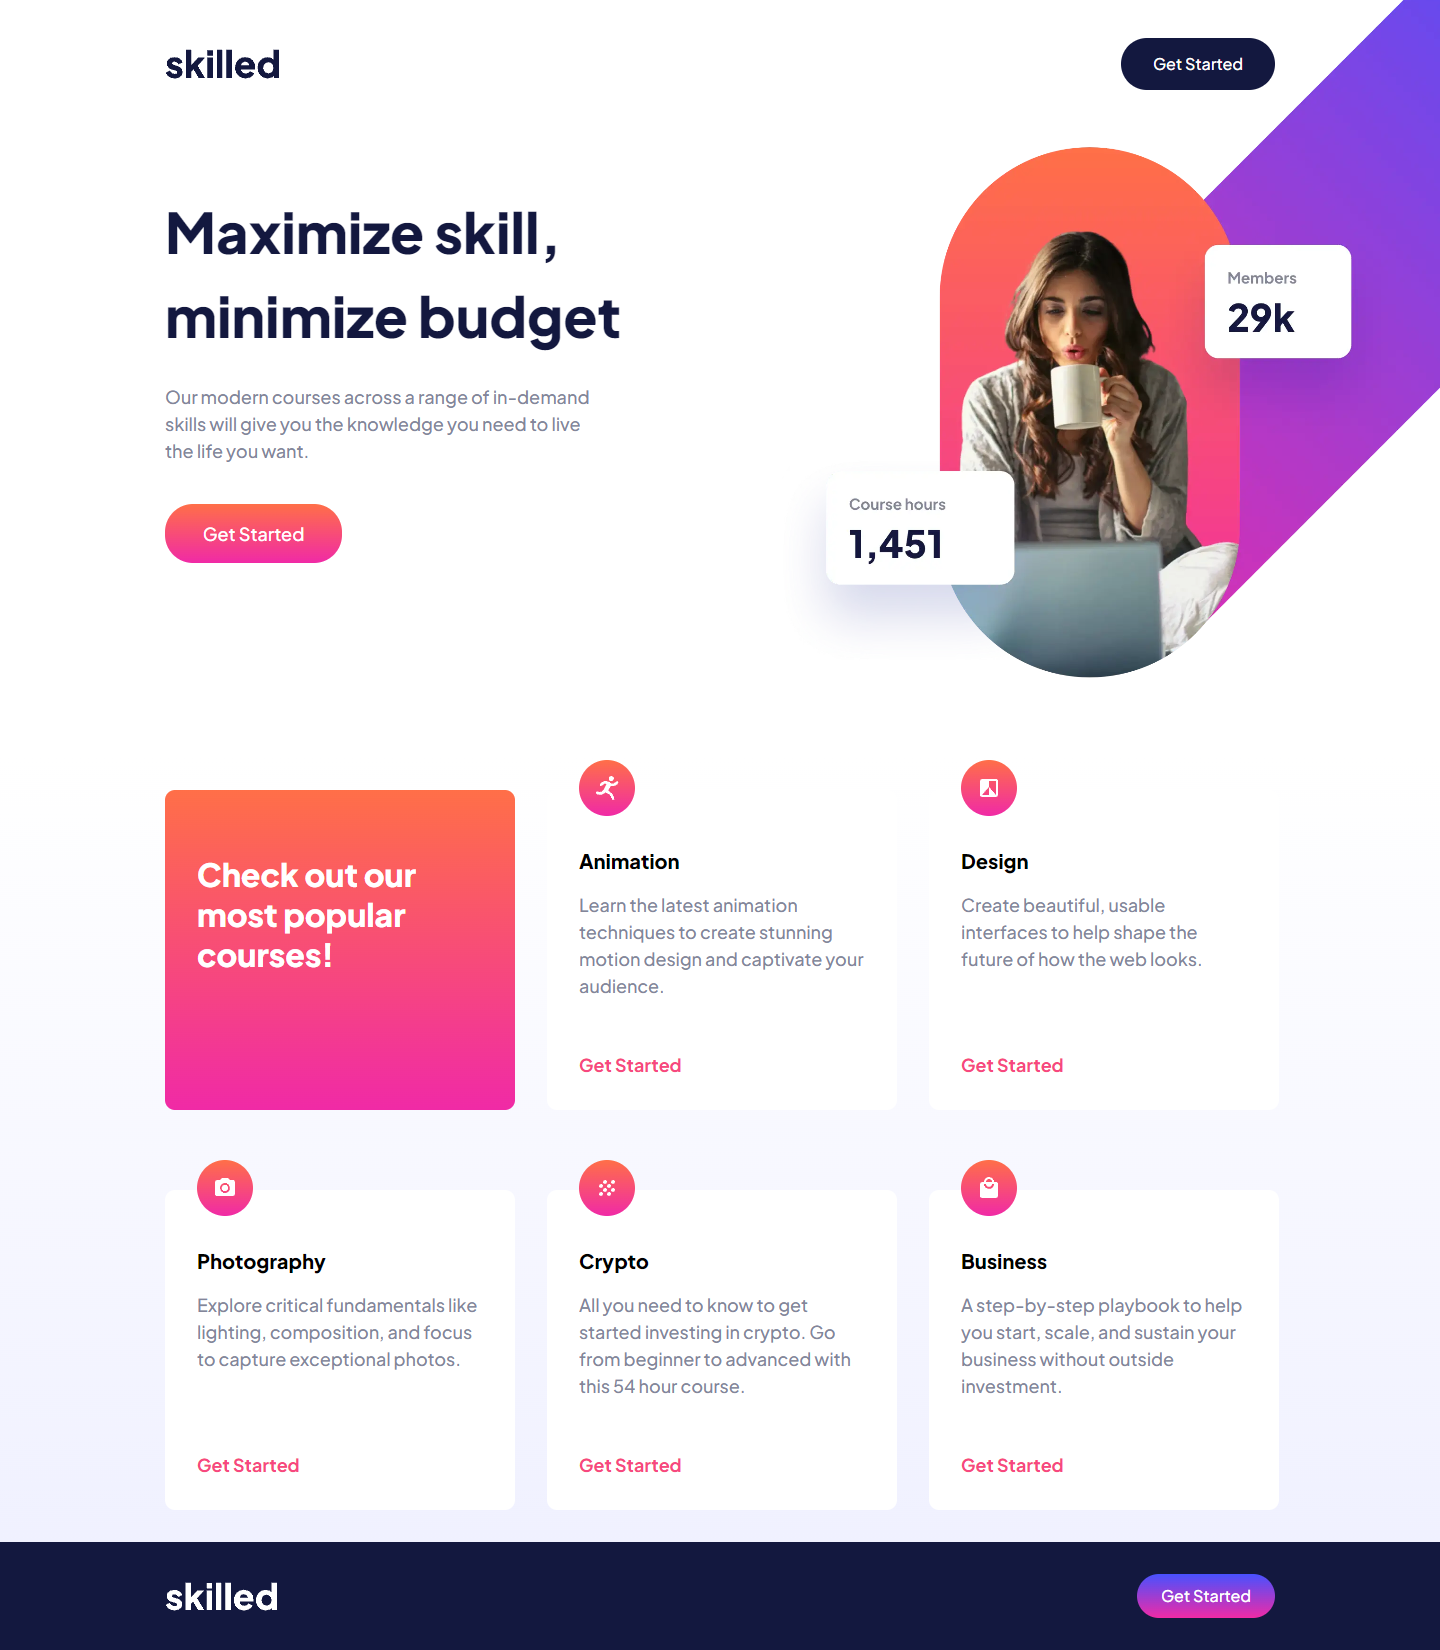 skilled
Get Started
Maximize skill,
minimize budget
Our modern courses across a range of in-demand
skills will give you the knowledge you need to live
the life you want.
Get Started
Members
29k
Course hours
1,451
Check out our
most popular
courses!
Animation
Learn the latest animation
techniques to create stunning
motion design and captivate your
audience.
Get Started
Design
Create beautiful, usable
interfaces to help shape the
future of how the web looks.
Get Started
Photography
Explore critical fundamentals like
lighting, composition, and focus
to capture exceptional photos.
Get Started
Crypto
All you need to know to get
started investing in crypto. Go
from beginner to advanced with
this 54 hour course.
Get Started
Business
A step-by-step playbook to help
you start, scale, and sustain your
business without outside
investment.
Get Started
skilled
Get Started